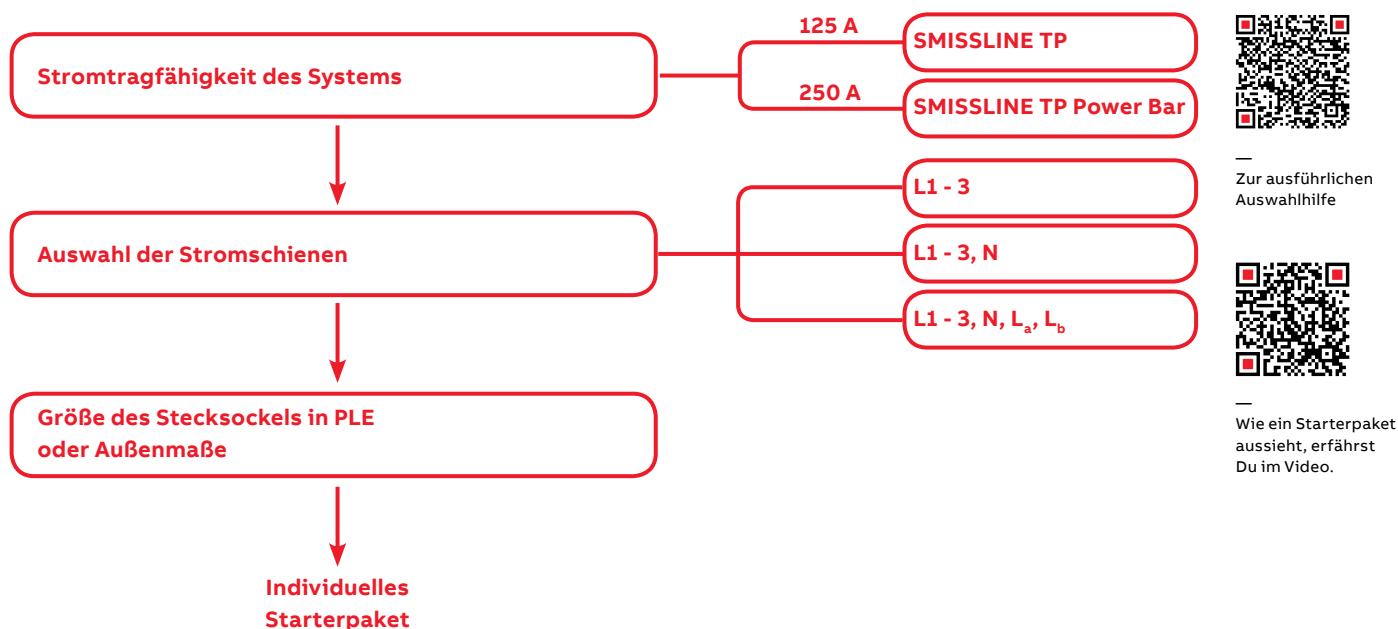 Stromtragfähigkeit des Systems
125 A
SMISSLINE TP
250 A
SMISSLINE TP Power Bar
Auswahl der Stromschienen
L1 - 3
L1 - 3, N
L1 - 3, N, Lₐ, L_b
Größe des Stecksockels in PLE
oder Außenmaße
Individuelles
Starterpaket
—
Zur ausführlichen
Auswahlhilfe
—
Wie ein Starterpaket
aussieht, erfährst
Du im Video.